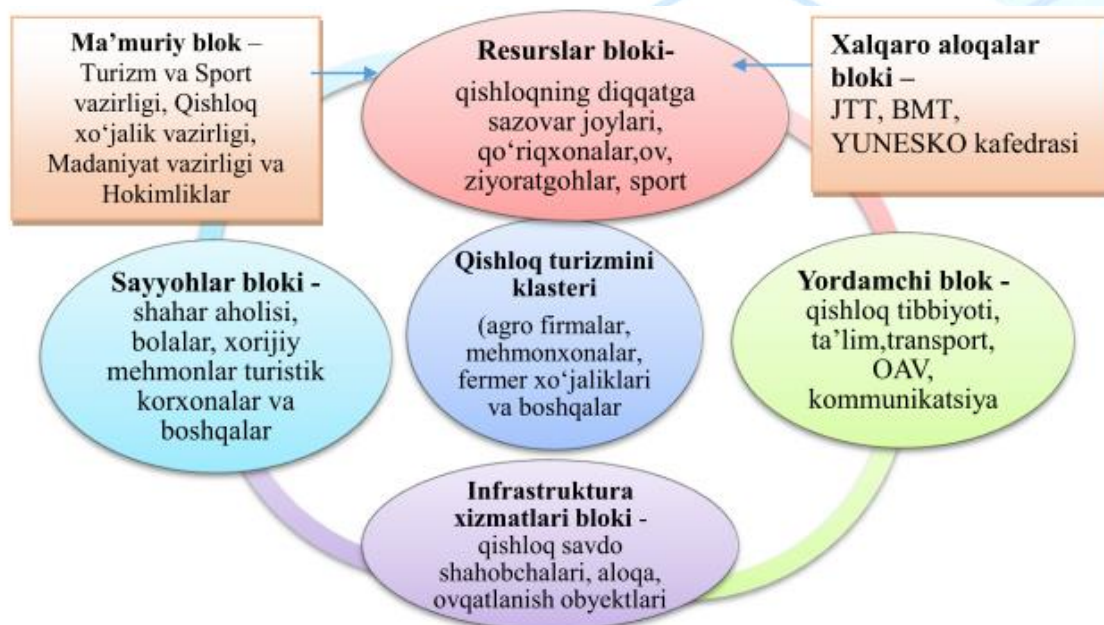 Ma’muriy blok –
Turizm va Sport
vazirligi, Qishloq
xo‘jalik vazirligi,
Madaniyat vazirligi va
Hokimliklar
Resurslar bloki-
qishloqning diqqatga
sazovar joylari,
qo‘riqxonalar,ov,
ziyoratgohlar, sport
Xalqaro aloqalar
bloki –
JTT, BMT,
YUNESKO kafedrasi
Sayyohlar bloki -
shahar aholisi,
bolalar, xorijiy
mehmonlar turistik
korxonalar va
boshqalar
Qishloq turizmini
klasteri
(agro firmalar,
mehmonxonalar,
fermer xo‘jaliklari
va boshqalar
Yordamchi blok -
qishloq tibbiyoti,
ta’lim,transport,
OAV,
kommunikatsiya
Infrastruktura
xizmatlari bloki -
qishloq savdo
shahobchalari, aloqa,
ovqatlanish obyektlari